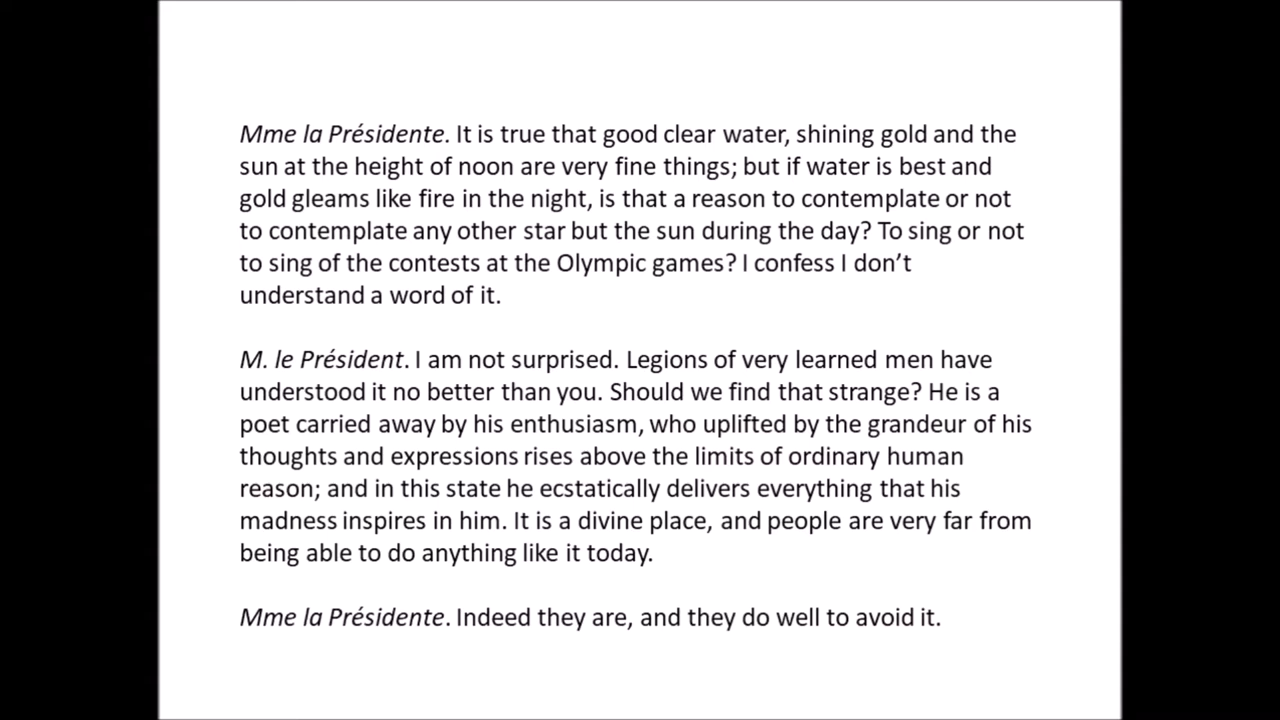 Mme la Présidente. It is true that good clear water, shining gold and the
sun at the height of noon are very fine things; but if water is best and
gold gleams like fire in the night, is that a reason to contemplate or not
to contemplate any other star but the sun during the day? To sing or not
to sing of the contests at the Olympic games? I confess I don’t
understand a word of it.
M. le Président. I am not surprised. Legions of very learned men have
understood it no better than you. Should we find that strange? He is a
poet carried away by his enthusiasm, who uplifted by the grandeur of his
thoughts and expressions rises above the limits of ordinary human
reason; and in this state he ecstatically delivers everything that his
madness inspires in him. It is a divine place, and people are very far from
being able to do anything like it today.
Mme la Présidente. Indeed they are, and they do well to avoid it.